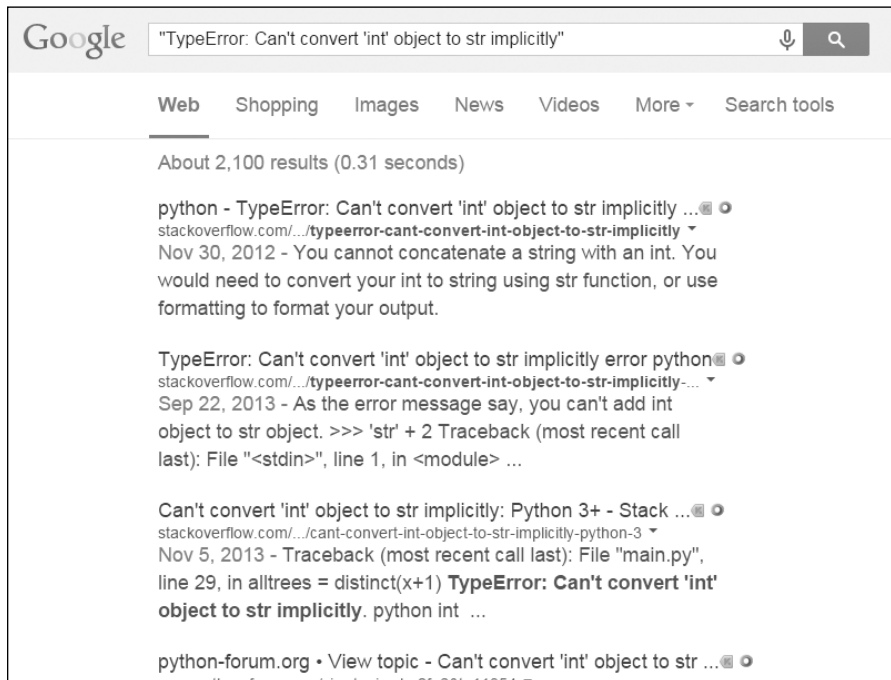 Google "TypeError: Can't convert 'int' object to str implicitly"
Web Shopping Images News Videos More Search tools
About 2,100 results (0.31 seconds)
python - TypeError: Can't convert 'int' object to str implicitly ...
stackoverflow.com/.../typeerror-cant-convert-int-object-to-str-implicitly
Nov 30, 2012 - You cannot concatenate a string with an int. You
would need to convert your int to string using str function, or use
formatting to format your output.
TypeError: Can't convert 'int' object to str implicitly error python
stackoverflow.com/.../typeerror-cant-convert-int-object-to-str-implicitly-...
Sep 22, 2013 - As the error message say, you can't add int
object to str object. >>> 'str' + 2 Traceback (most recent call
last): File "<stdin>", line 1, in <module> ...
Can't convert 'int' object to str implicitly: Python 3+ - Stack ...
stackoverflow.com/.../cant-convert-int-object-to-str-implicitly-python-3
Nov 5, 2013 - Traceback (most recent call last): File "main.py",
line 29, in alltrees = distinct(x+1) TypeError: Can't convert 'int'
object to str implicitly. python int ...
python-forum.org • View topic - Can't convert 'int' object to str ...